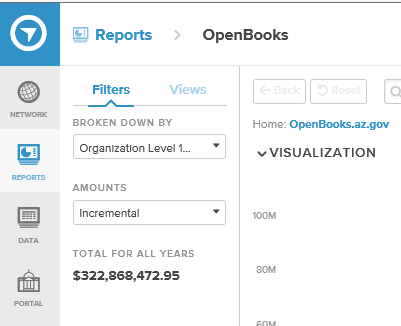 Reports > OpenBooks
NETWORK
REPORTS
DATA
PORTAL
Filters Views
BROKEN DOWN BY
Organization Level 1...
AMOUNTS
Incremental
TOTAL FOR ALL YEARS
$322,868,472.95
Back Reset
Home: OpenBooks.az.gov
VISUALIZATION
100M
80M
60M